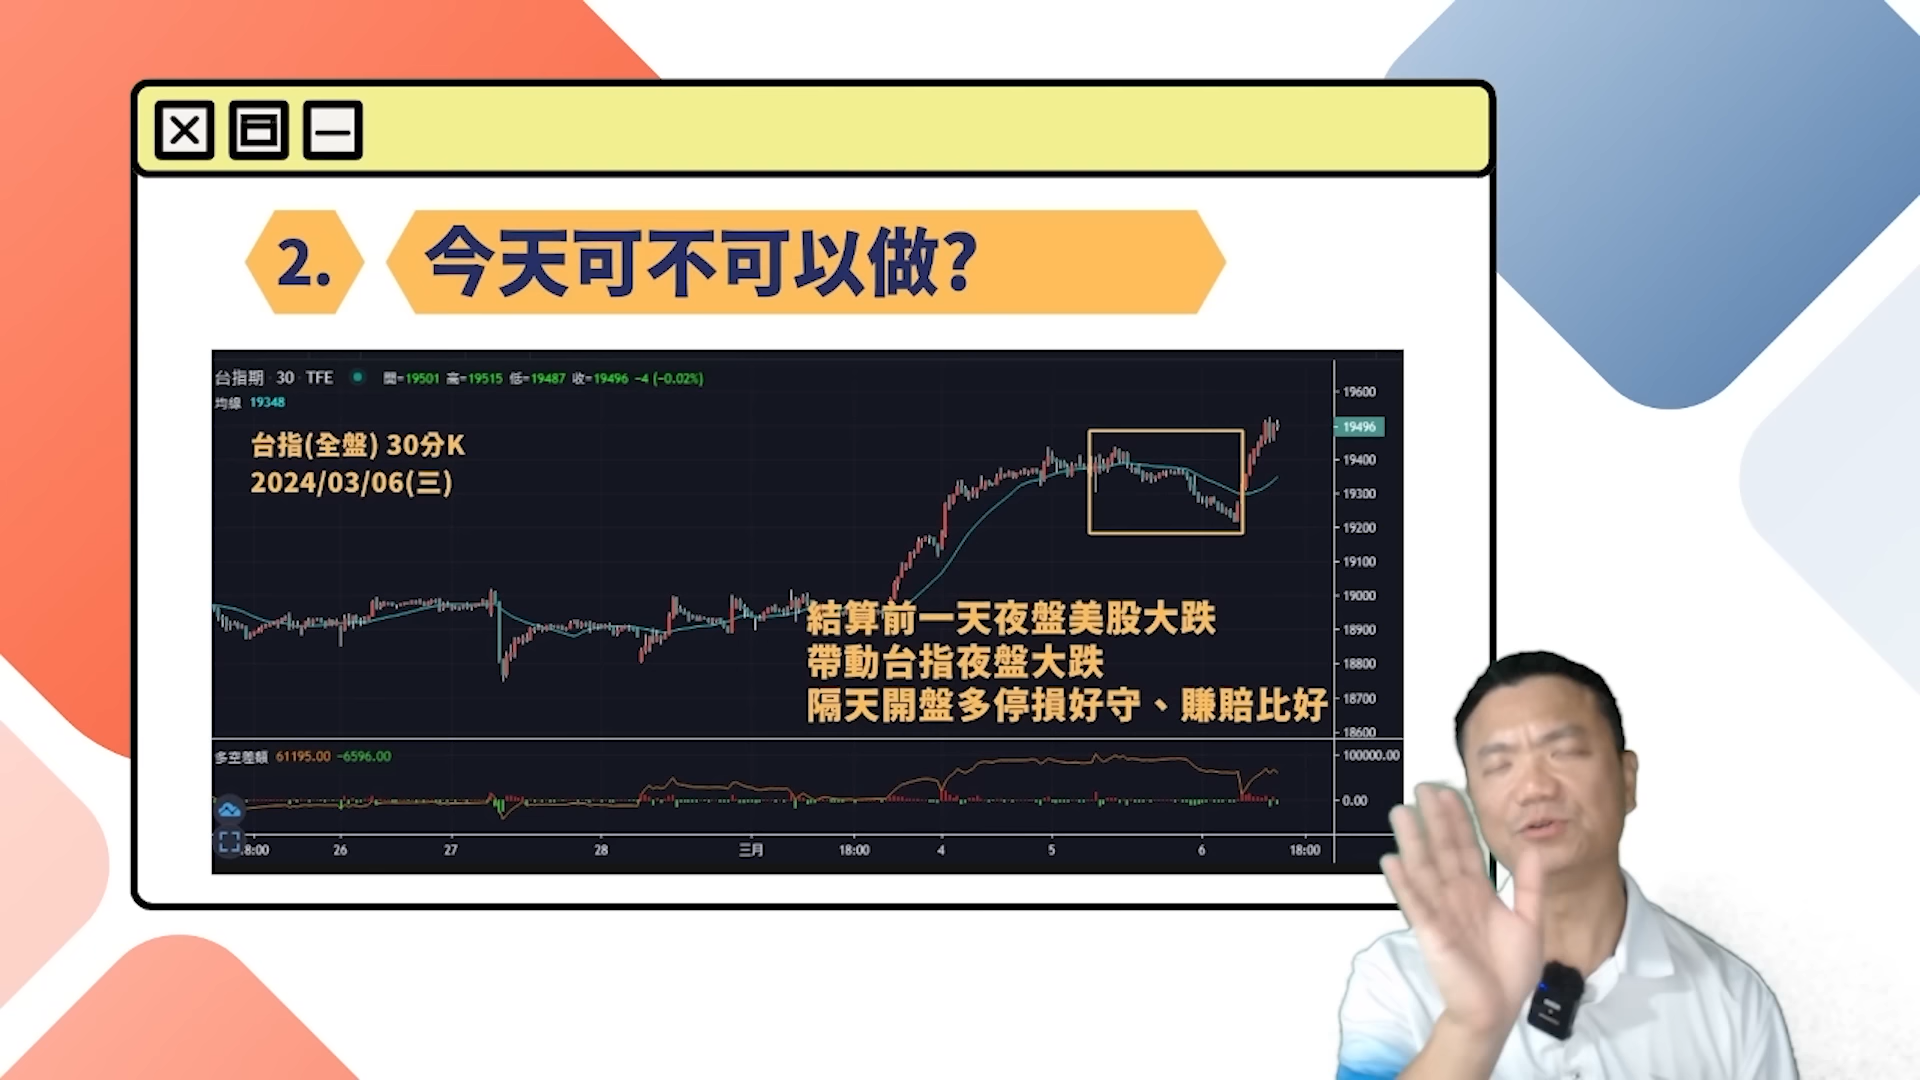 2.
今天可不可以做?
台指期 30 TFE 開=19501 高=19515 低=19487 收=19496 -4 (-0.02%)
均線 19348
台指(全盤) 30分K
2024/03/06(三)
19600
19496
19400
19300
19200
19100
19000
18900
18800
18700
18600
結算前一天夜盤美股大跌
帶動台指夜盤大跌
隔天開盤多停損好守、賺賠比好
多空差額 61195.00 -6596.00
100000.00
0.00
8:00 26 27 28 三月 18:00 4 5 6 18:00